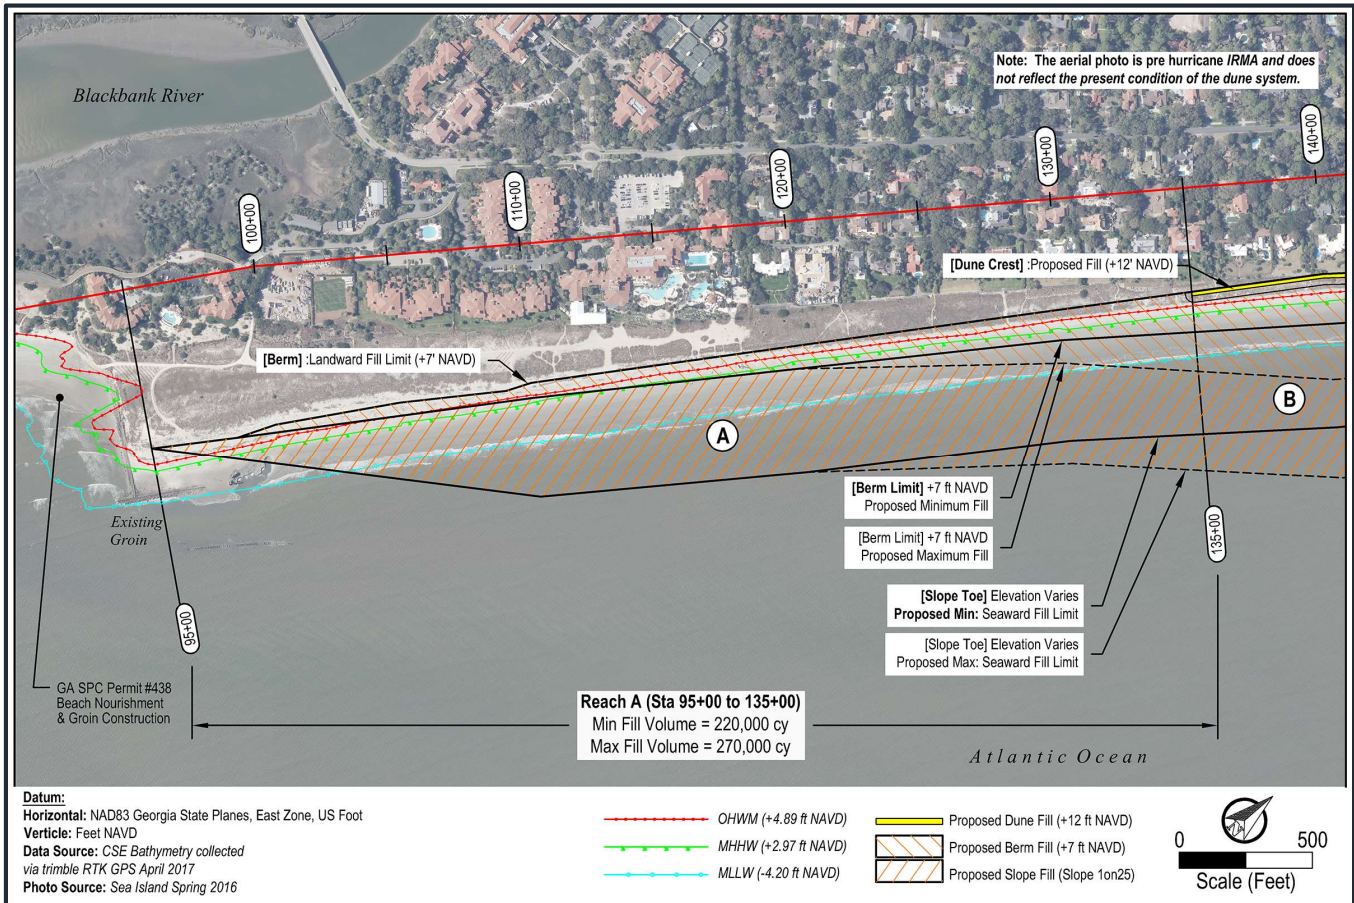 Blackbank River
Note: The aerial photo is pre hurricane IRMA and does
not reflect the present condition of the dune system.
100+00
110+00
120+00
130+00
140+00
[Dune Crest] :Proposed Fill (+12' NAVD)
[Berm] :Landward Fill Limit (+7' NAVD)
A
B
[Berm Limit] +7 ft NAVD
Proposed Minimum Fill
[Berm Limit] +7 ft NAVD
Proposed Maximum Fill
Existing
Groin
135+00
[Slope Toe] Elevation Varies
Proposed Min: Seaward Fill Limit
[Slope Toe] Elevation Varies
Proposed Max: Seaward Fill Limit
95+00
GA SPC Permit #438
Beach Nourishment
& Groin Construction
Reach A (Sta 95+00 to 135+00)
Min Fill Volume = 220,000 cy
Max Fill Volume = 270,000 cy
Atlantic Ocean
Datum:
Horizontal: NAD83 Georgia State Planes, East Zone, US Foot
Verticle: Feet NAVD
Data Source: CSE Bathymetry collected
via trimble RTK GPS April 2017
Photo Source: Sea Island Spring 2016
OHWM (+4.89 ft NAVD)
MHHW (+2.97 ft NAVD)
MLLW (-4.20 ft NAVD)
Proposed Dune Fill (+12 ft NAVD)
Proposed Berm Fill (+7 ft NAVD)
Proposed Slope Fill (Slope 1on25)
0 500
Scale (Feet)